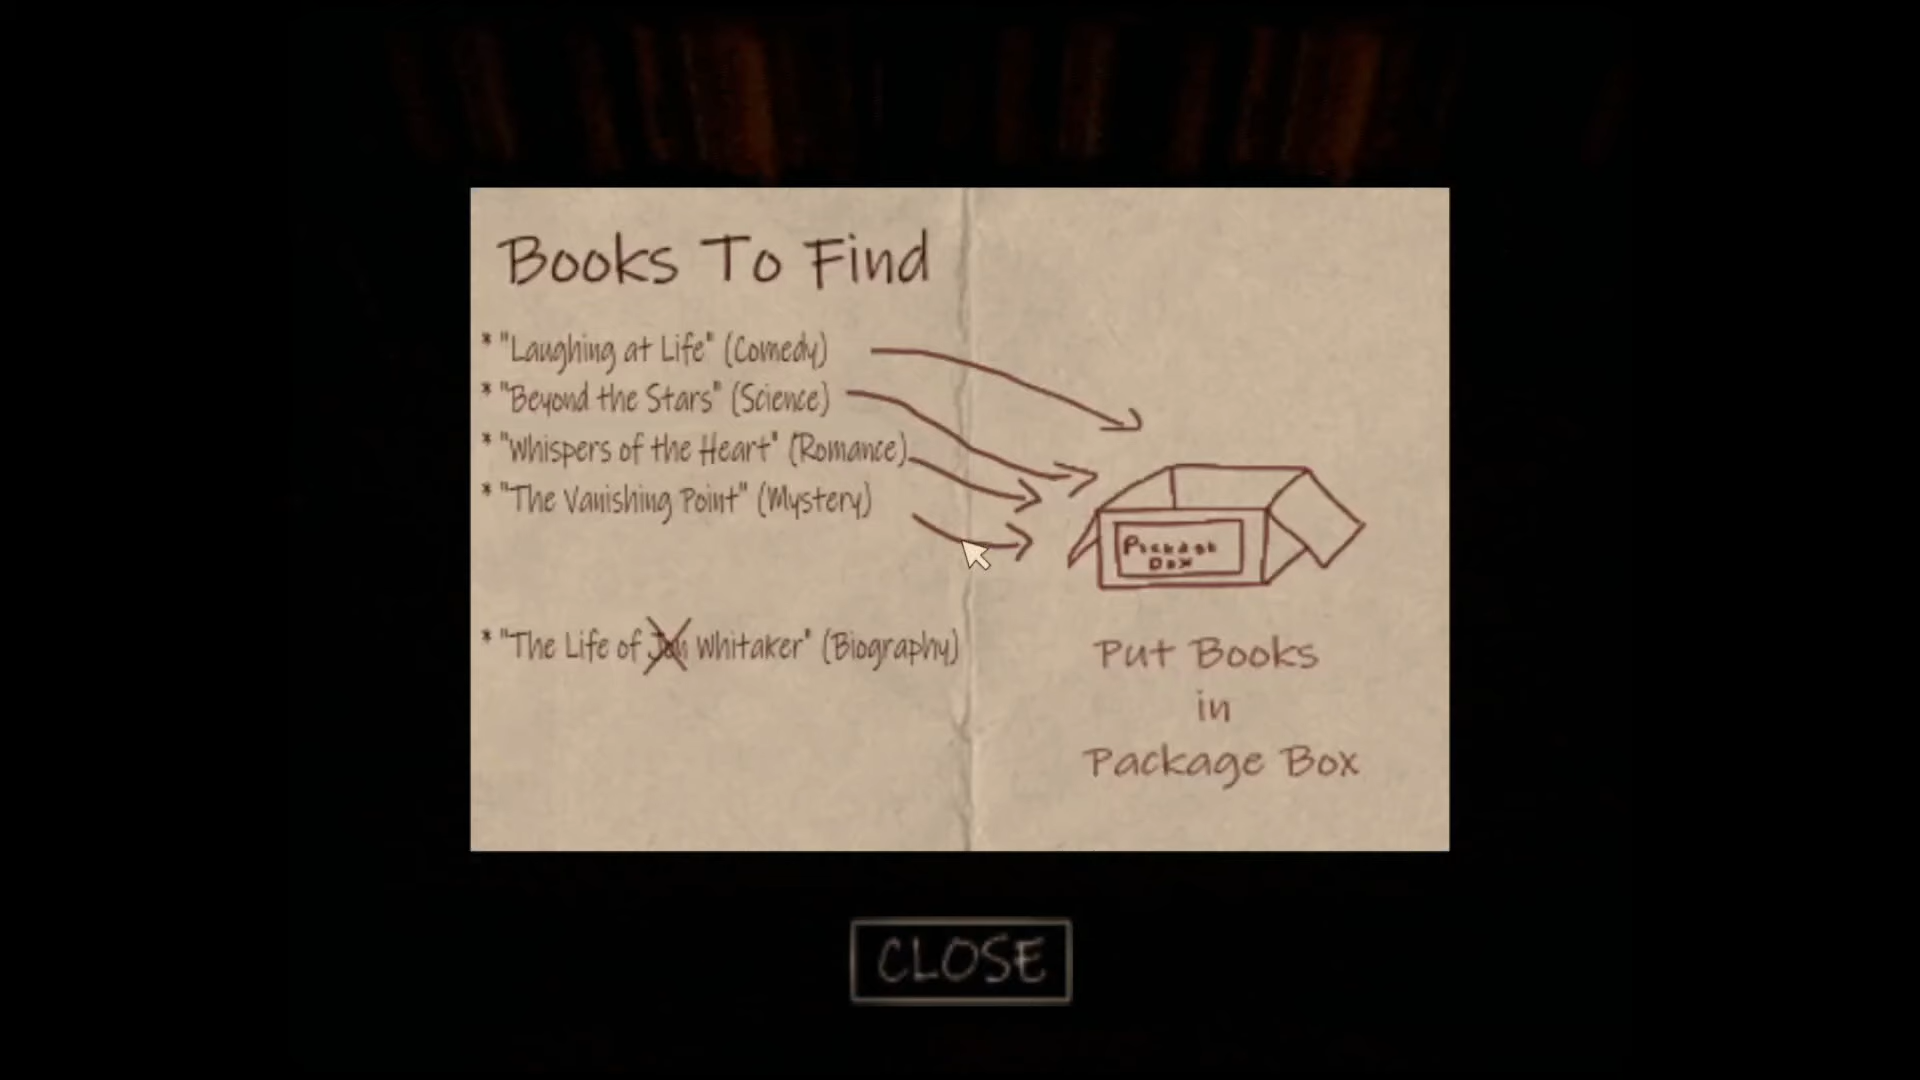 Books To Find
* "Laughing at Life" (Comedy)
* "Beyond the Stars" (Science)
* "Whispers of the Heart" (Romance)
* "The Vanishing Point" (Mystery)
* "The Life of Whitaker" (Biography)
Package
Box
Put Books
in
Package Box
CLOSE